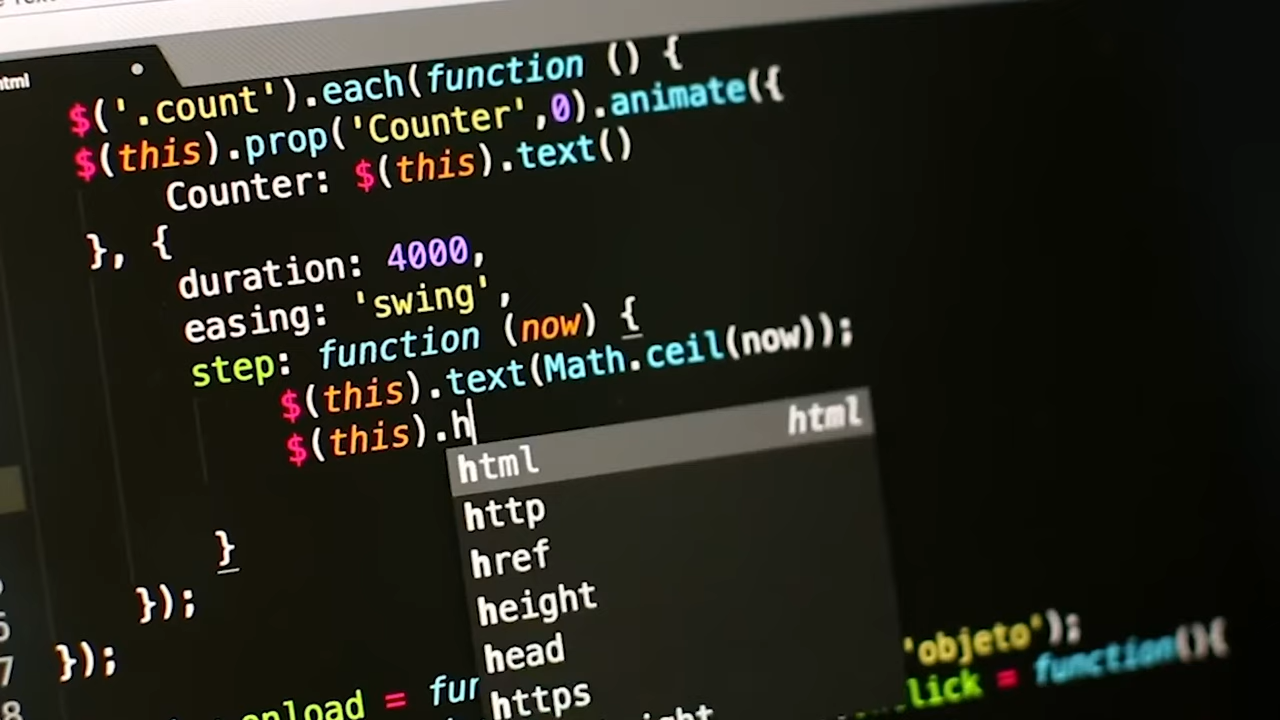 html
$('.count').each(function () {
$(this).prop('Counter',0).animate({
Counter: $(this).text()
}, {
duration: 4000,
easing: 'swing',
step: function (now) {
$(this).text(Math.ceil(now));
$(this).h
html html
http
href
height
head
https
}
});
});
onload = fun 'objeto');
lick = function(){